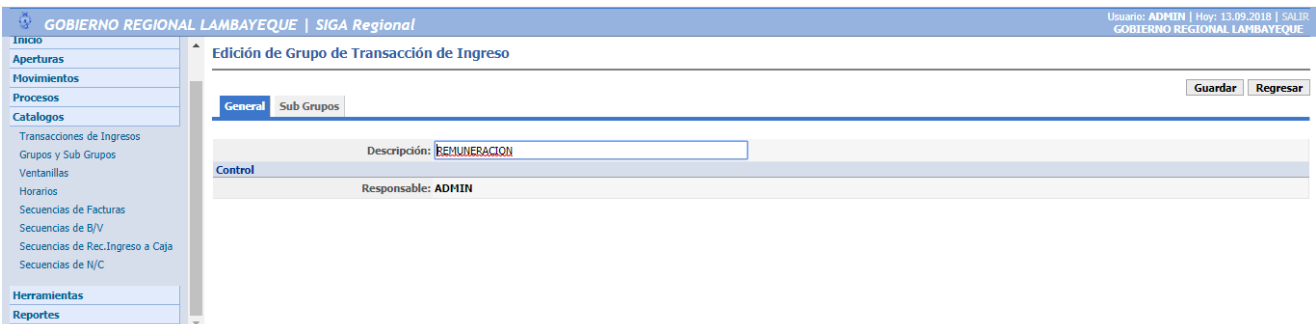 GOBIERNO REGIONAL LAMBAYEQUE | SIGA Regional
Usuario: ADMIN | Hoy: 13.09.2018 | SALIR
GOBIERNO REGIONAL LAMBAYEQUE
Inicio
Aperturas
Movimientos
Procesos
Catalogos
Transacciones de Ingresos
Grupos y Sub Grupos
Ventanillas
Horarios
Secuencias de Facturas
Secuencias de B/V
Secuencias de Rec.Ingreso a Caja
Secuencias de N/C
Herramientas
Reportes
Edición de Grupo de Transacción de Ingreso
Guardar Regresar
General Sub Grupos
Descripción: REMUNERACION
Control
Responsable: ADMIN